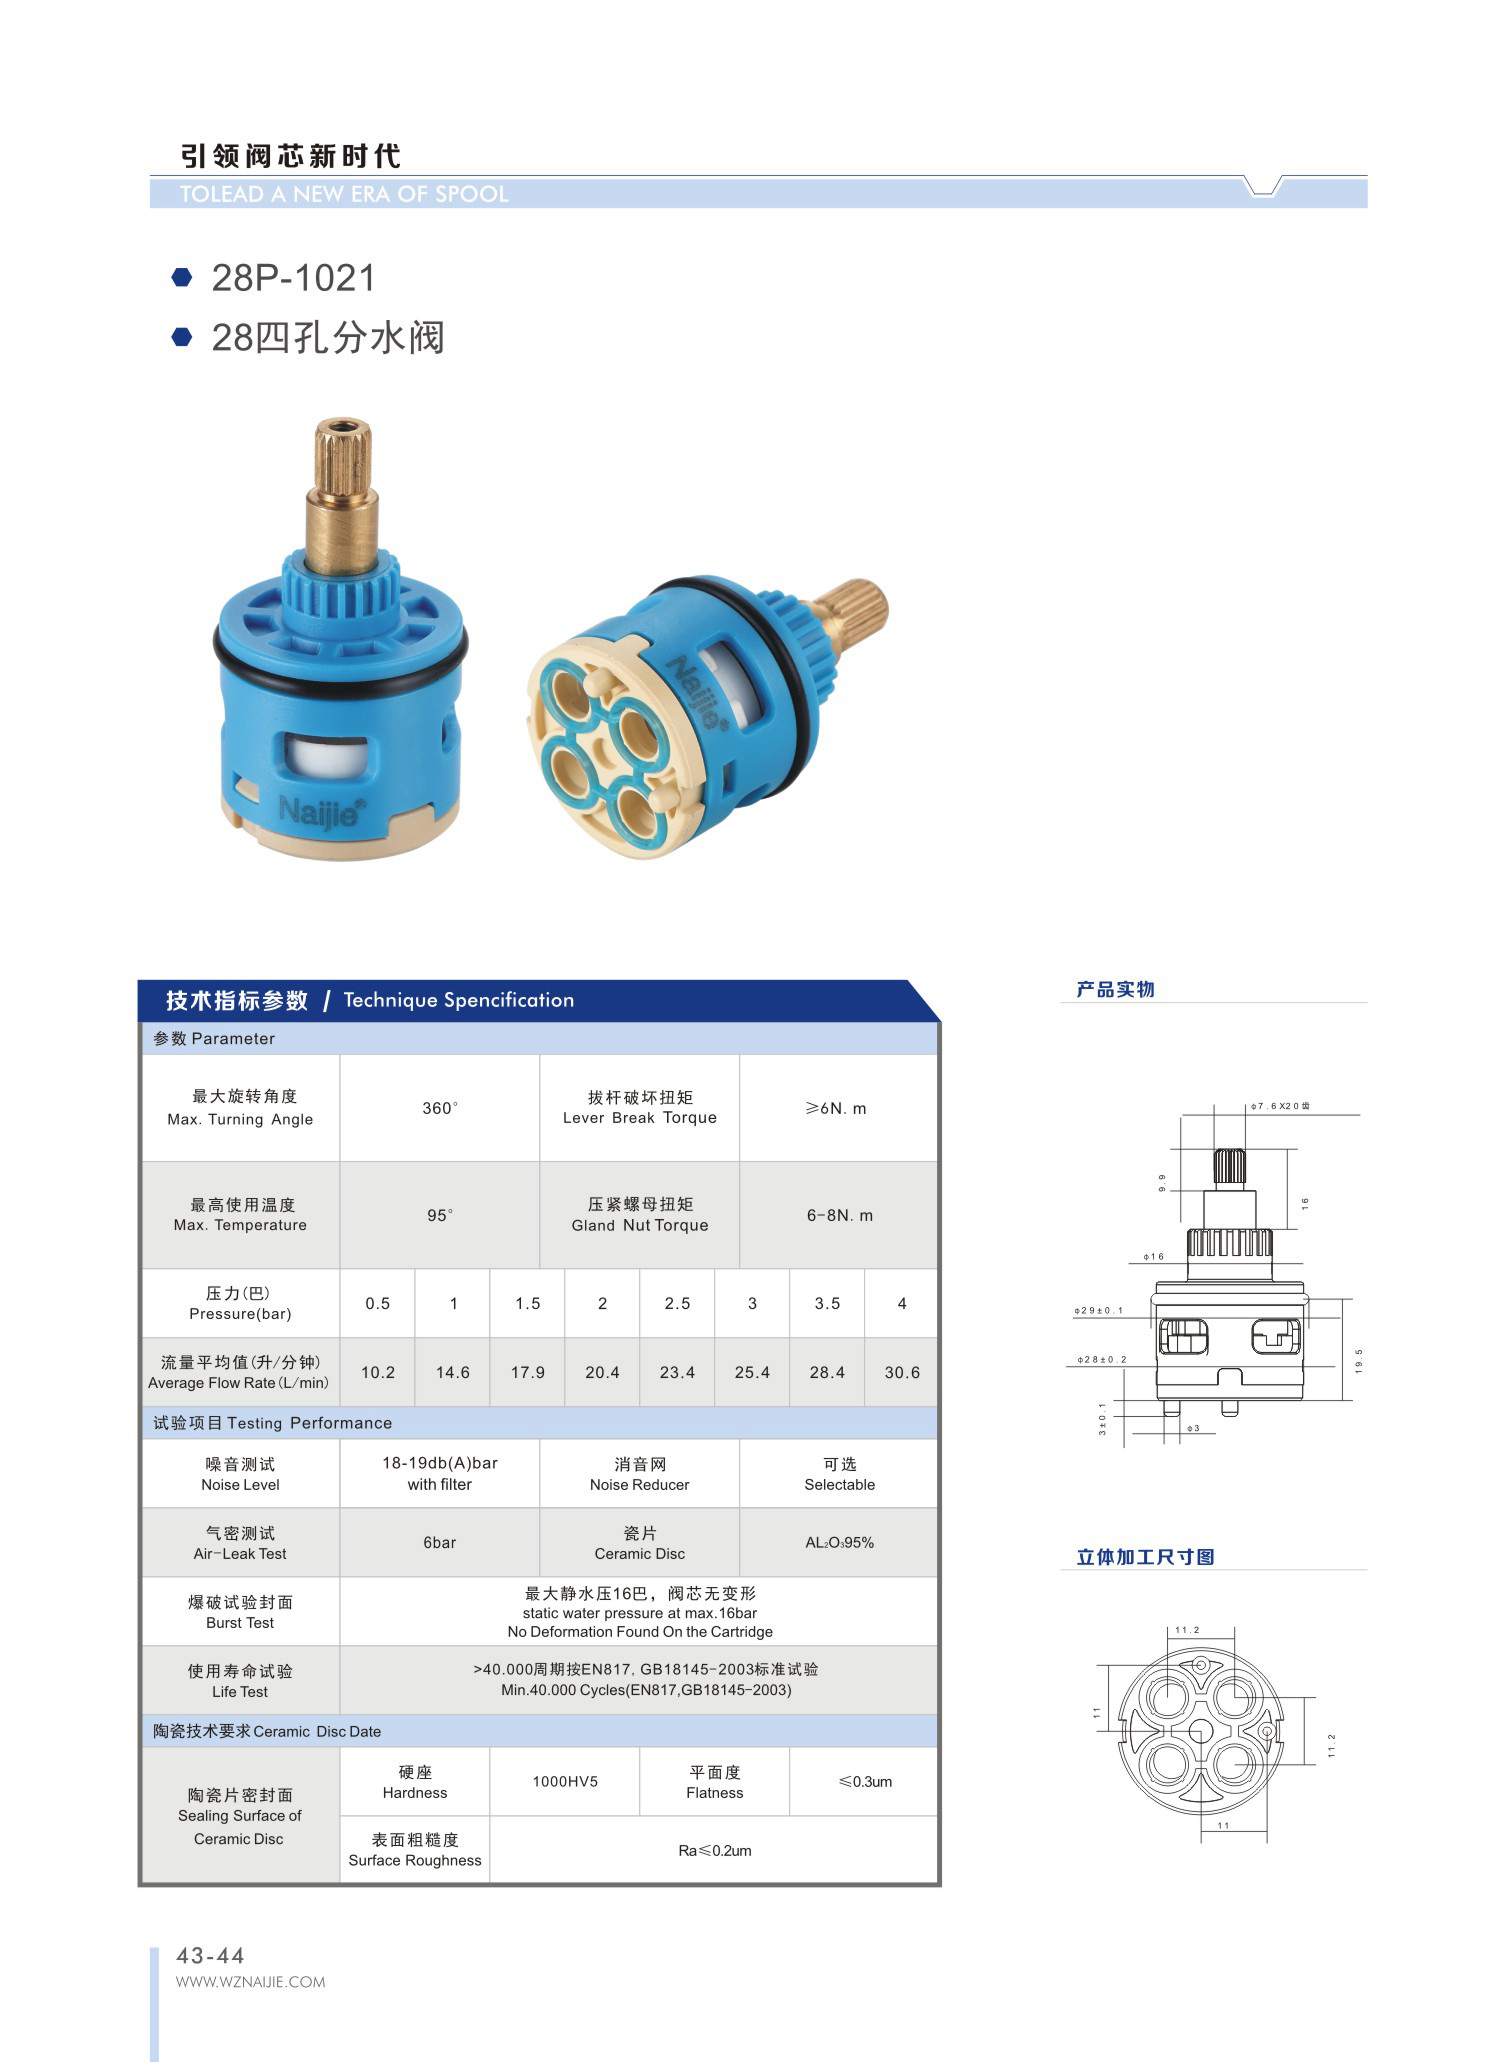 引领阀芯新时代
TOLEAD A NEW ERA OF SPOOL
28P-1021
28四孔分水阀
Naijie®
Naijie®
技术指标参数 / Technique Spencification
参数 Parameter
最大旋转角度
Max. Turning Angle
360°
拔杆破坏扭矩
Lever Break Torque
≥6N. m
最高使用温度
Max. Temperature
95°
压紧螺母扭矩
Gland Nut Torque
6-8N. m
压力(巴)
Pressure(bar)
0.5 1 1.5 2 2.5 3 3.5 4
流量平均值(升/分钟)
Average Flow Rate(L/min)
10.2 14.6 17.9 20.4 23.4 25.4 28.4 30.6
试验项目 Testing Performance
噪音测试
Noise Level
18-19db(A)bar
with filter
消音网
Noise Reducer
可选
Selectable
气密测试
Air-Leak Test
6bar
瓷片
Ceramic Disc
AL₂O₃95%
爆破试验封面
Burst Test
最大静水压16巴，阀芯无变形
static water pressure at max.16bar
No Deformation Found On the Cartridge
使用寿命试验
Life Test
>40.000周期按EN817, GB18145-2003标准试验
Min.40.000 Cycles(EN817,GB18145-2003)
陶瓷技术要求 Ceramic Disc Date
陶瓷片密封面
Sealing Surface of
Ceramic Disc
硬座
Hardness
1000HV5
平面度
Flatness
≤0.3um
表面粗糙度
Surface Roughness
Ra≤0.2um
产品实物
φ7.6X20齿
9.9
16
φ16
φ29±0.1
φ28±0.2
19.5
3±0.1
φ3
立体加工尺寸图
11.2
11
11.2
11
43-44
WWW.WZNAIJIE.COM